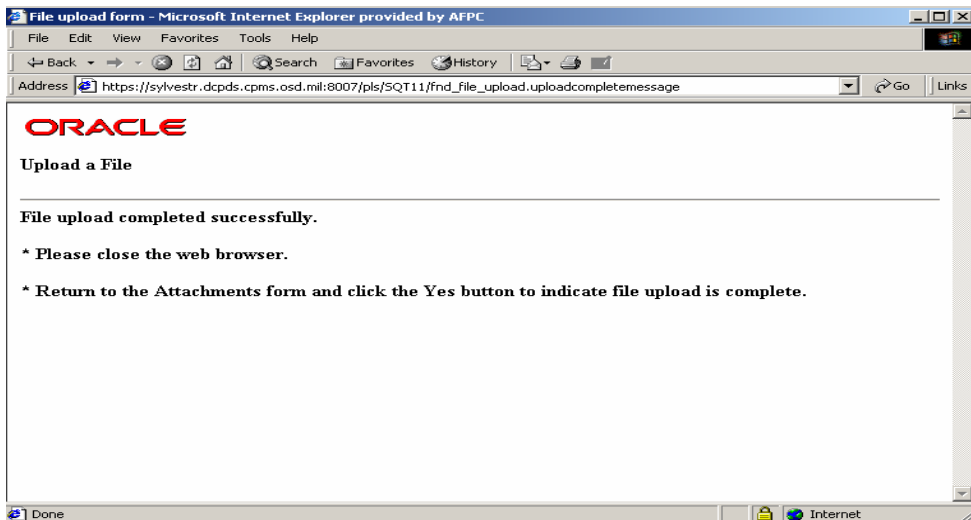 File upload form - Microsoft Internet Explorer provided by AFPC
File Edit View Favorites Tools Help
Back Search Favorites History
Address https://sylvestr.dcpds.cpms.osd.mil:8007/pls/SQT11/fnd_file_upload.uploadcompletemessage Go Links
ORACLE
Upload a File
File upload completed successfully.
* Please close the web browser.
* Return to the Attachments form and click the Yes button to indicate file upload is complete.
Done Internet